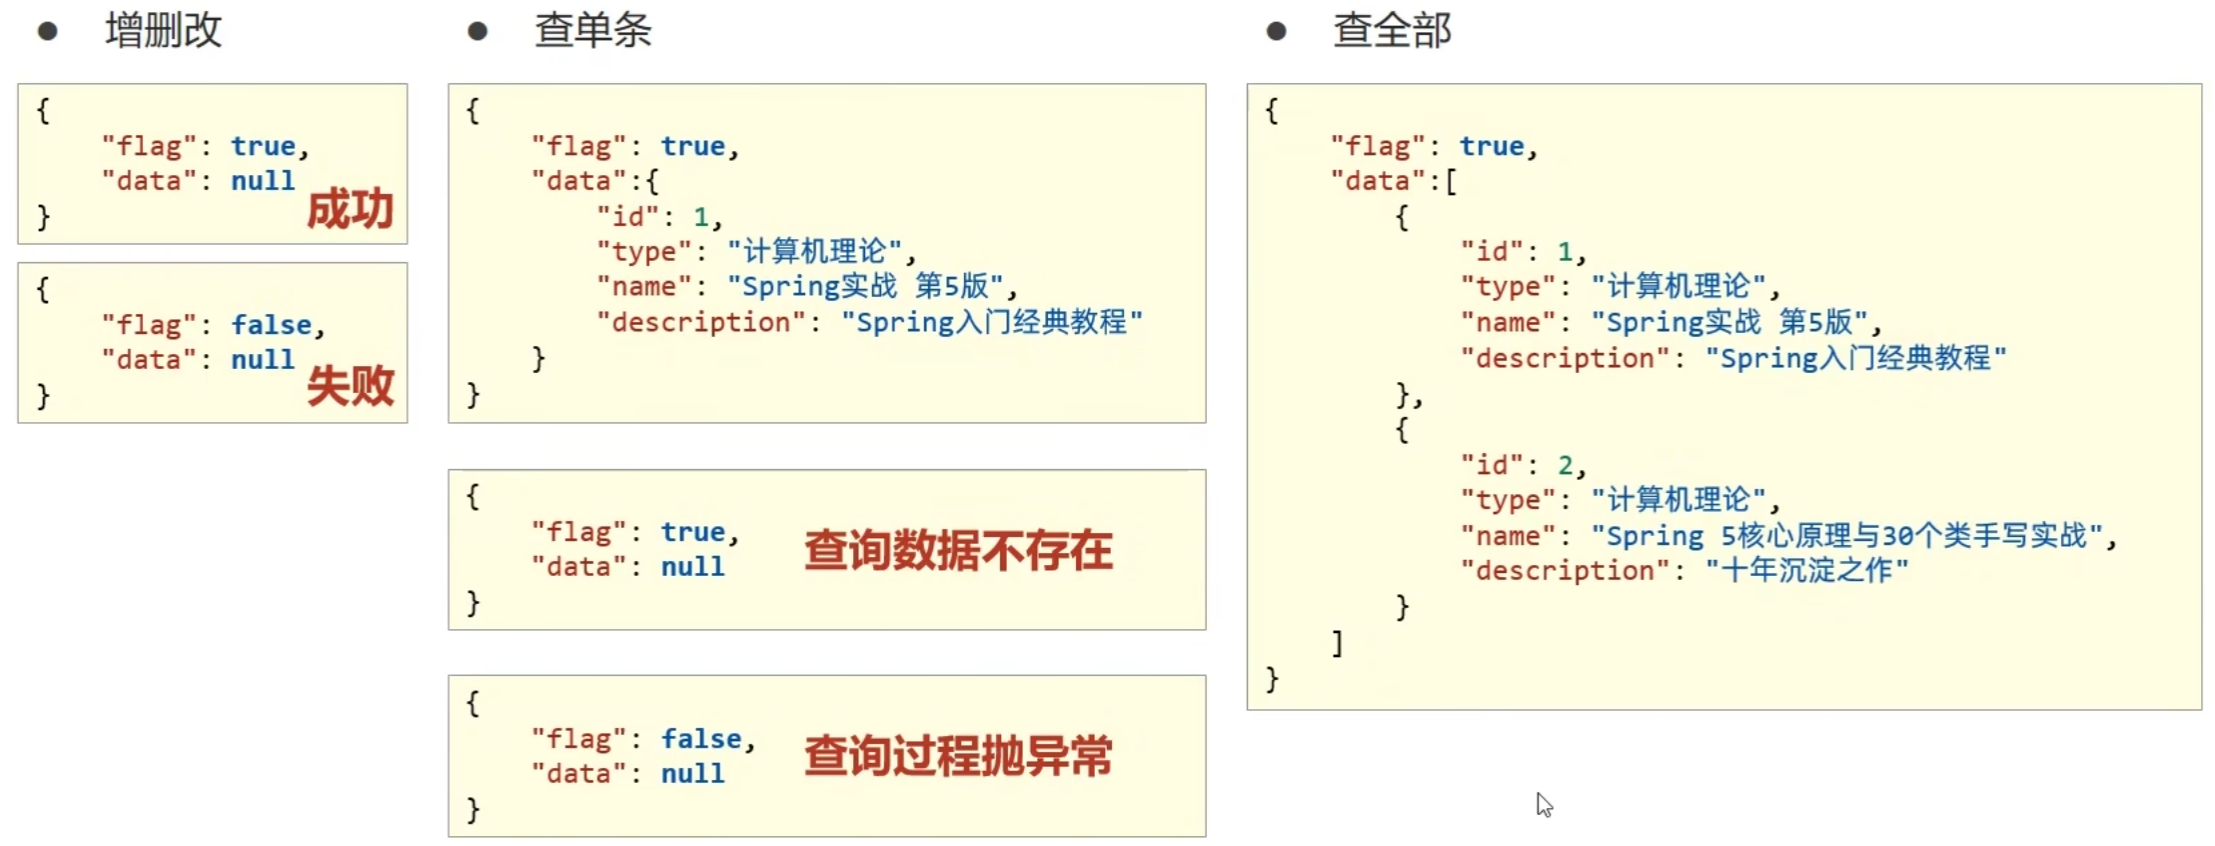 ● 增删改
{
"flag": true,
"data": null
}
成功
{
"flag": false,
"data": null
}
失败
● 查单条
{
"flag": true,
"data":{
"id": 1,
"type": "计算机理论",
"name": "Spring实战 第5版",
"description": "Spring入门经典教程"
}
}
{
"flag": true,
"data": null
}
查询数据不存在
{
"flag": false,
"data": null
}
查询过程抛异常
● 查全部
{
"flag": true,
"data":[
{
"id": 1,
"type": "计算机理论",
"name": "Spring实战 第5版",
"description": "Spring入门经典教程"
},
{
"id": 2,
"type": "计算机理论",
"name": "Spring 5核心原理与30个类手写实战",
"description": "十年沉淀之作"
}
]
}